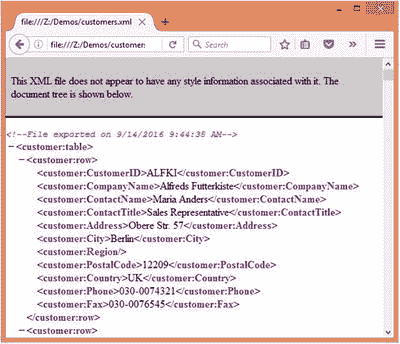 file:///Z:/Demos/customers.xml
file:///Z:/Demos/customer:
Search
This XML file does not appear to have any style information associated with it. The
document tree is shown below.
<!--File exported on 9/14/2016 9:44:38 AM-->
−<customer:table>
−<customer:row>
<customer:CustomerID>ALFKI</customer:CustomerID>
<customer:CompanyName>Alfreds Futterkiste</customer:CompanyName>
<customer:ContactName>Maria Anders</customer:ContactName>
<customer:ContactTitle>Sales Representative</customer:ContactTitle>
<customer:Address>Obere Str. 57</customer:Address>
<customer:City>Berlin</customer:City>
<customer:Region/>
<customer:PostalCode>12209</customer:PostalCode>
<customer:Country>UK</customer:Country>
<customer:Phone>030-0074321</customer:Phone>
<customer:Fax>030-0076545</customer:Fax>
</customer:row>
−<customer:row>